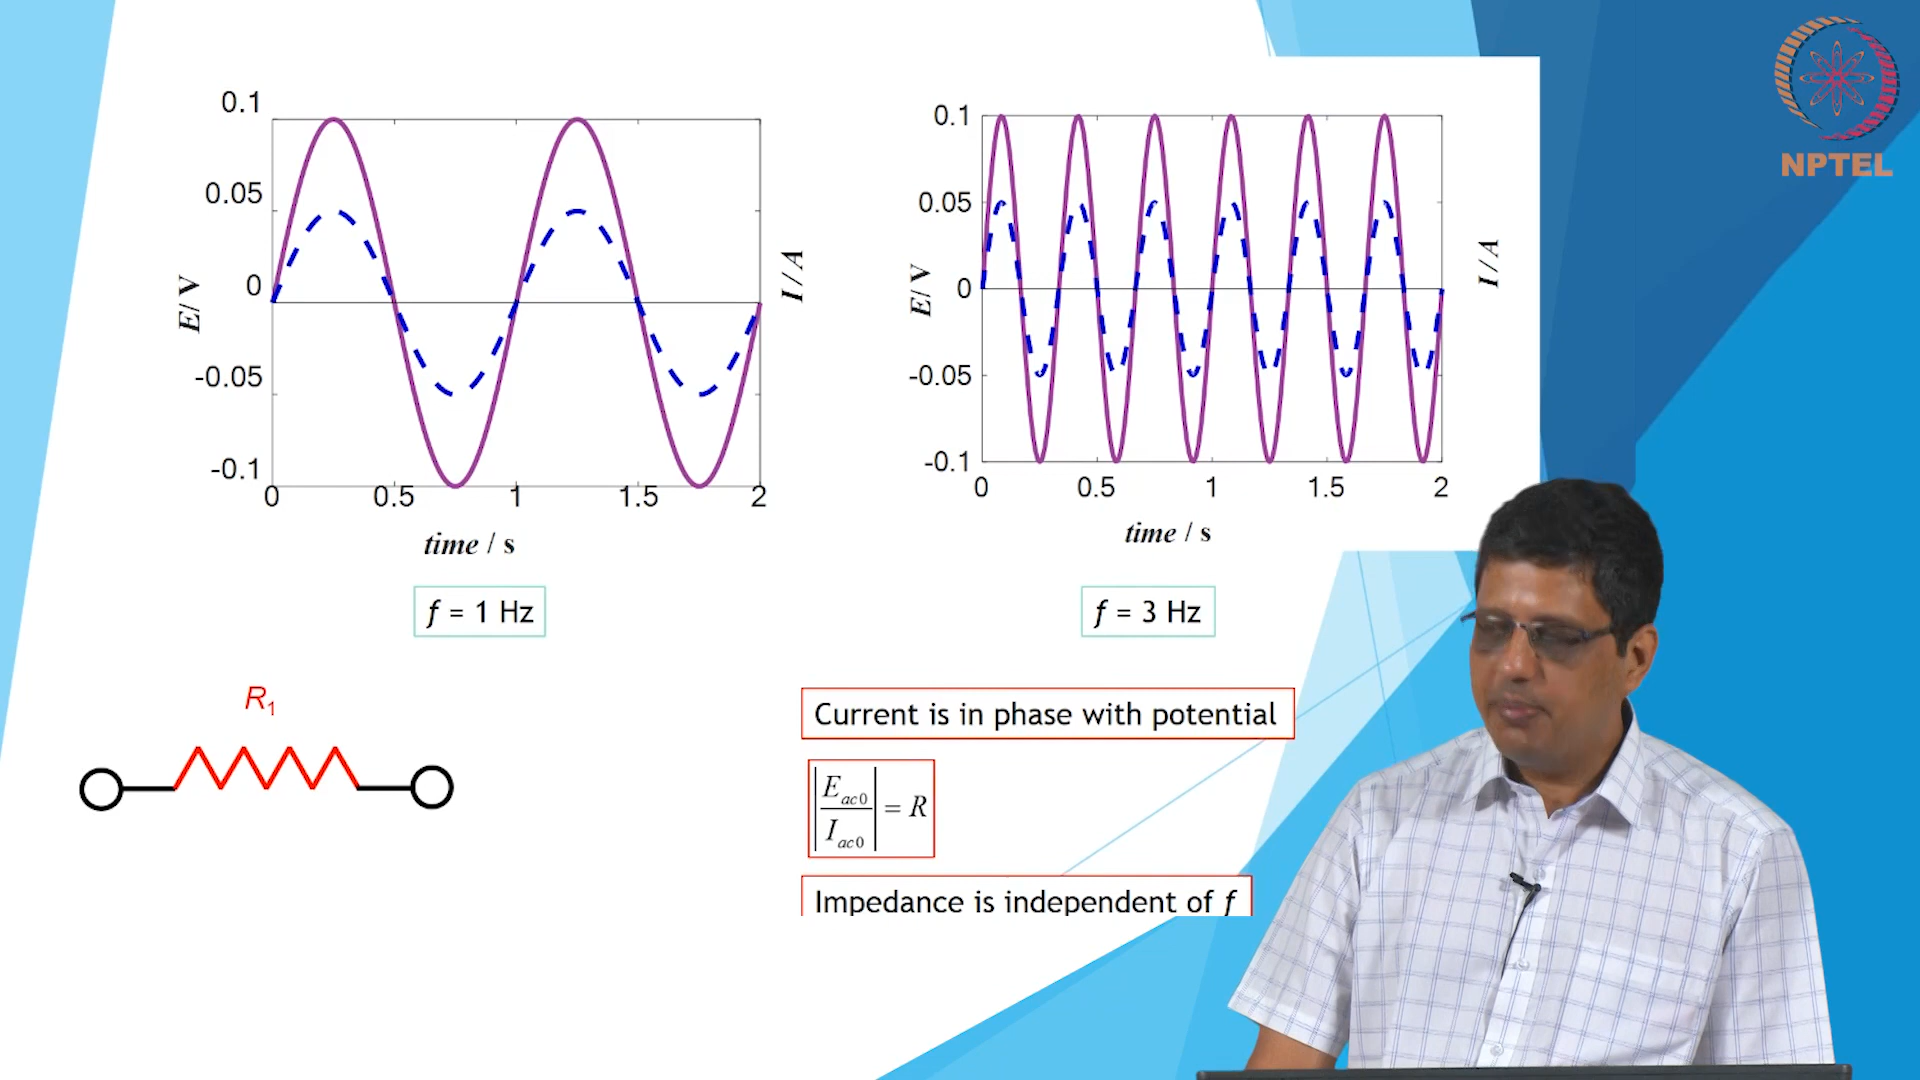 NPTEL
0.1
0.05
0
-0.05
-0.1
E/ V
I/A
0 0.5 1 1.5 2
time / s
f = 1 Hz
0.1
0.05
0
-0.05
-0.1
E/ V
I/A
0 0.5 1 1.5 2
time / s
f = 3 Hz
R₁
Current is in phase with potential
|E_ac0 / I_ac0| = R
Impedance is independent of f